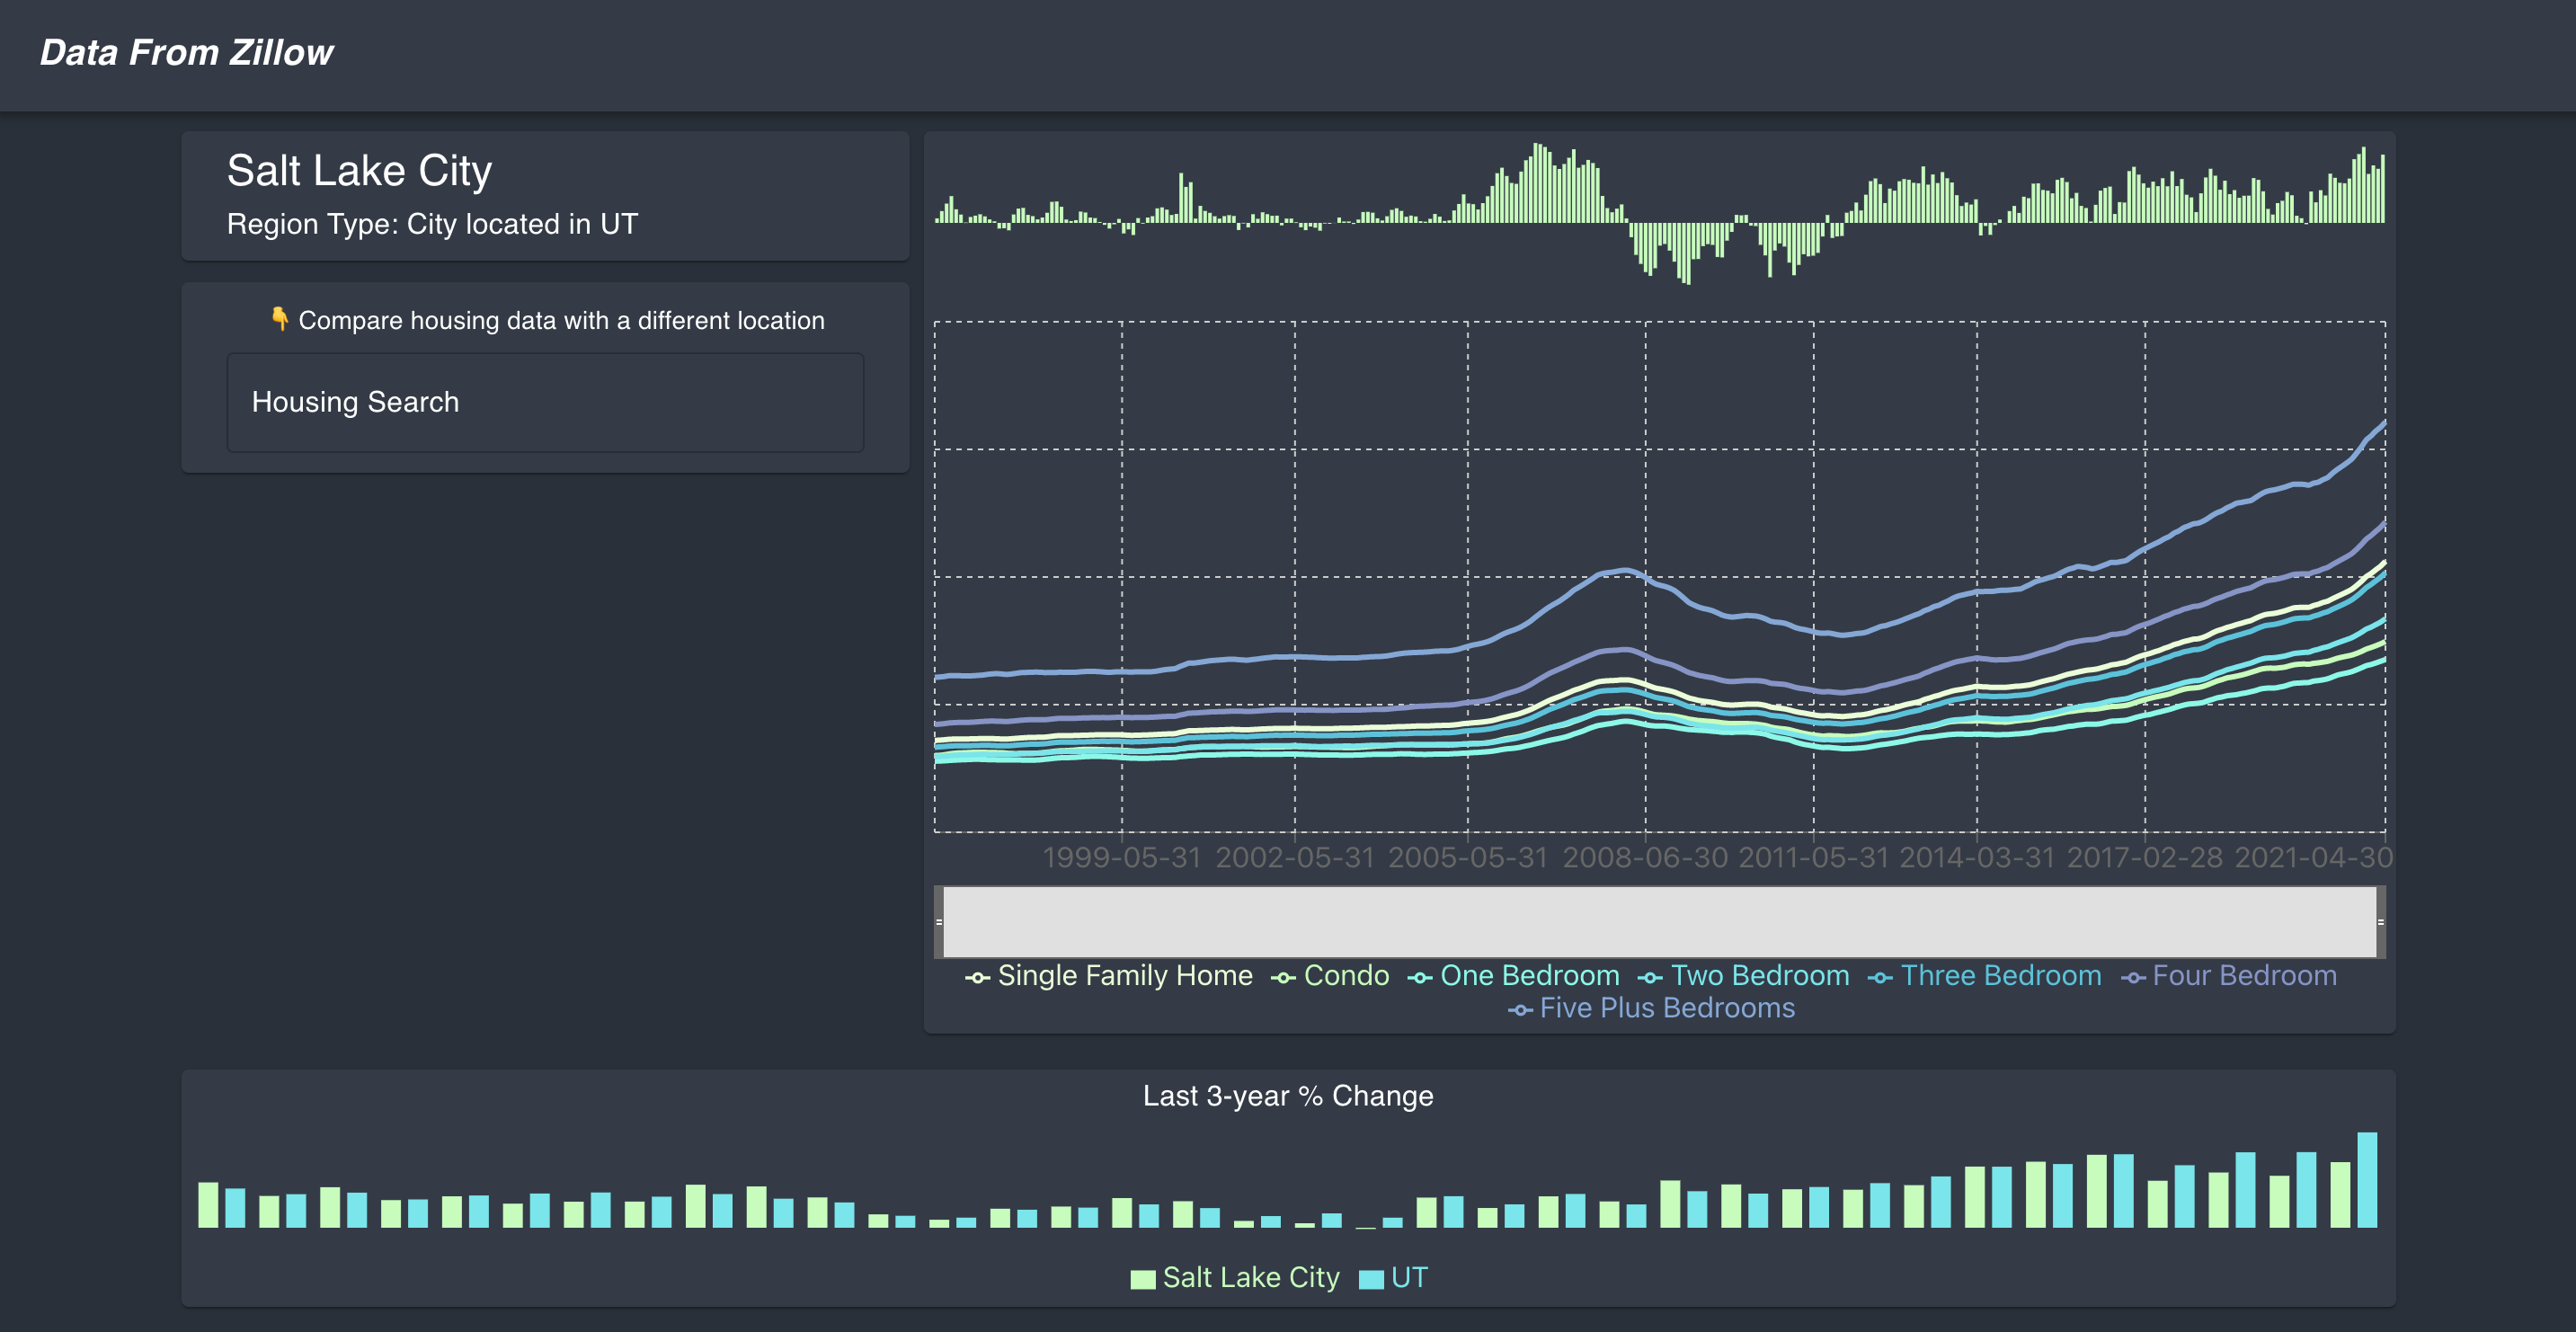 Data From Zillow
Salt Lake City
Region Type: City located in UT
👇 Compare housing data with a different location
Housing Search
1999-05-31 2002-05-31 2005-05-31 2008-06-30 2011-05-31 2014-03-31 2017-02-28 2021-04-30
Single Family Home Condo One Bedroom Two Bedroom Three Bedroom Four Bedroom
Five Plus Bedrooms
Last 3-year % Change
Salt Lake City UT